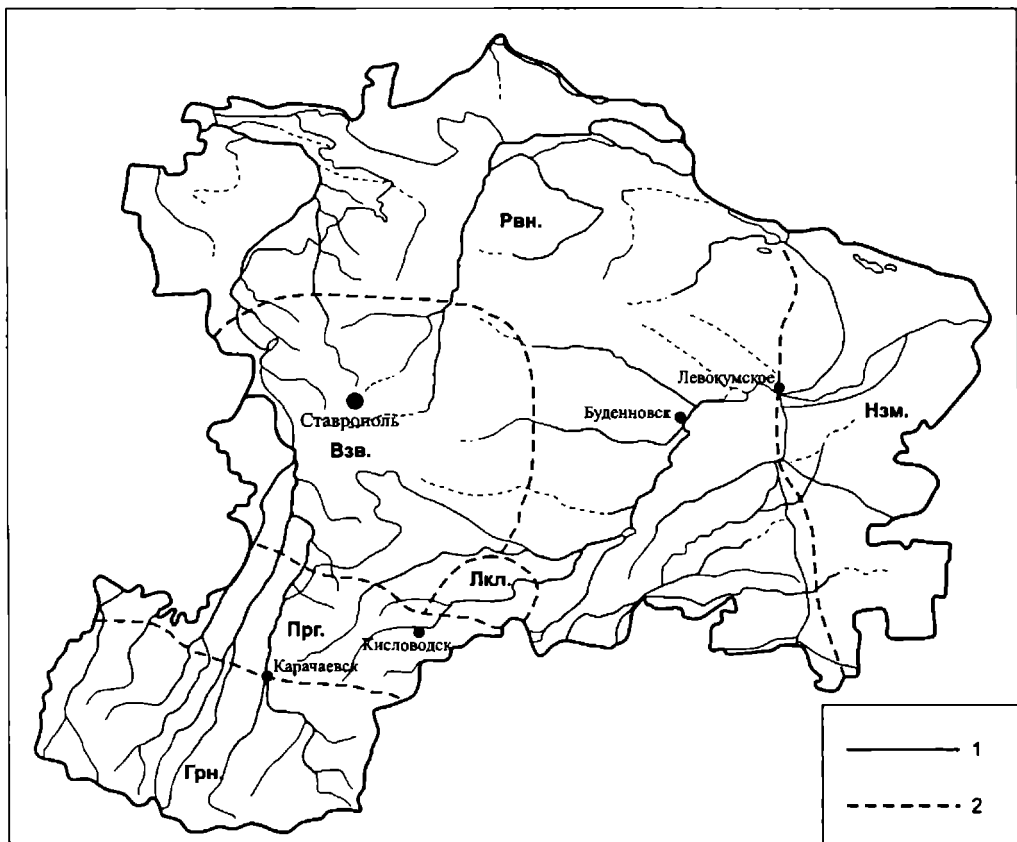 Рвн.
Левокумское
Ставрополь
Буденновск
Нзм.
Взв.
Лкл.
Прг.
Кисловодск
Карачаевск
Грн.
1
2